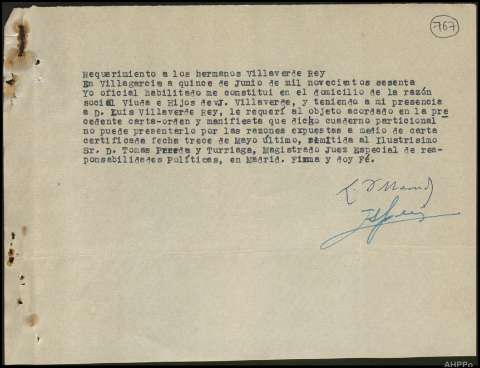 767
Requerimiento a los hermanos Villaverde Rey
En Villagarcia a quince de Junio de mil novecientos sesenta
Yo oficial habilitado me constituí en el domicilio de la razón
social Viuda e Hijos de J. Villaverde, y teniendo a mi presencia
a D. Luis Villaverde Rey, le requerí al objeto acordado en la pre
cedente carta-orden y manifiesta que dicho cuaderno particional
no puede presentarlo por las razones expuestas a medio de carta
certificada fecha trece de Mayo último, remitida al Ilustrísimo
Sr. D. Tomas Pereda y Turriaga, Magistrado Juez Especial de res-
ponsabilidades Políticas, en Madrid. Firma y doy Fé.
AHPPo